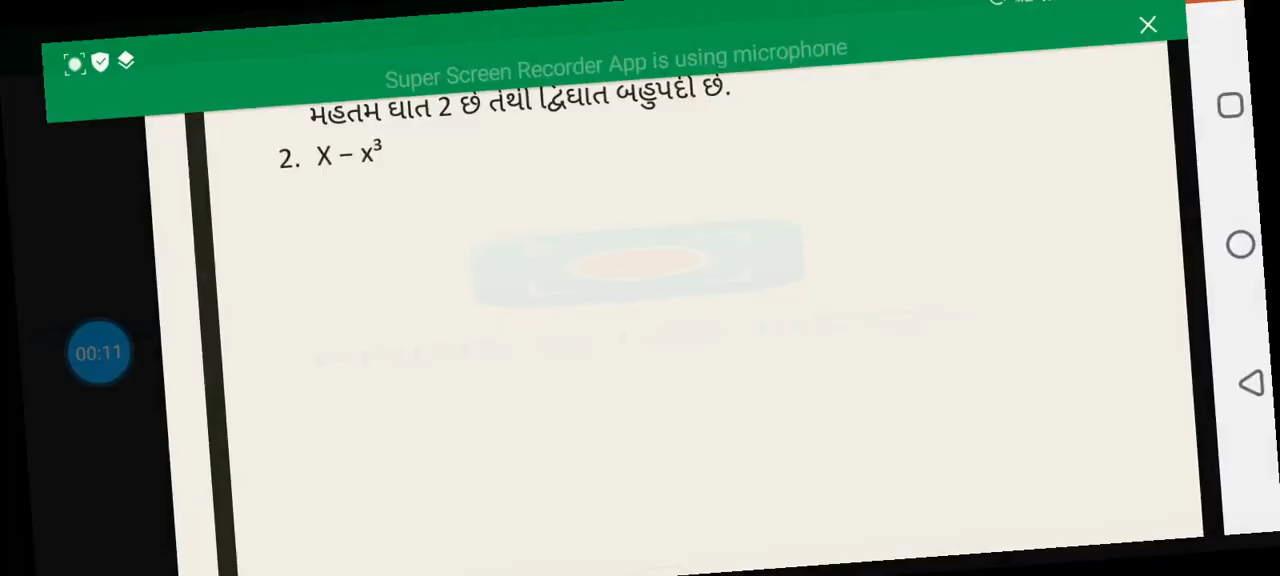 Super Screen Recorder App is using microphone
મહતમ ઘાત 2 છે તેથી દ્વિઘાત બહુપદી છે.
2. X – x³
00:11